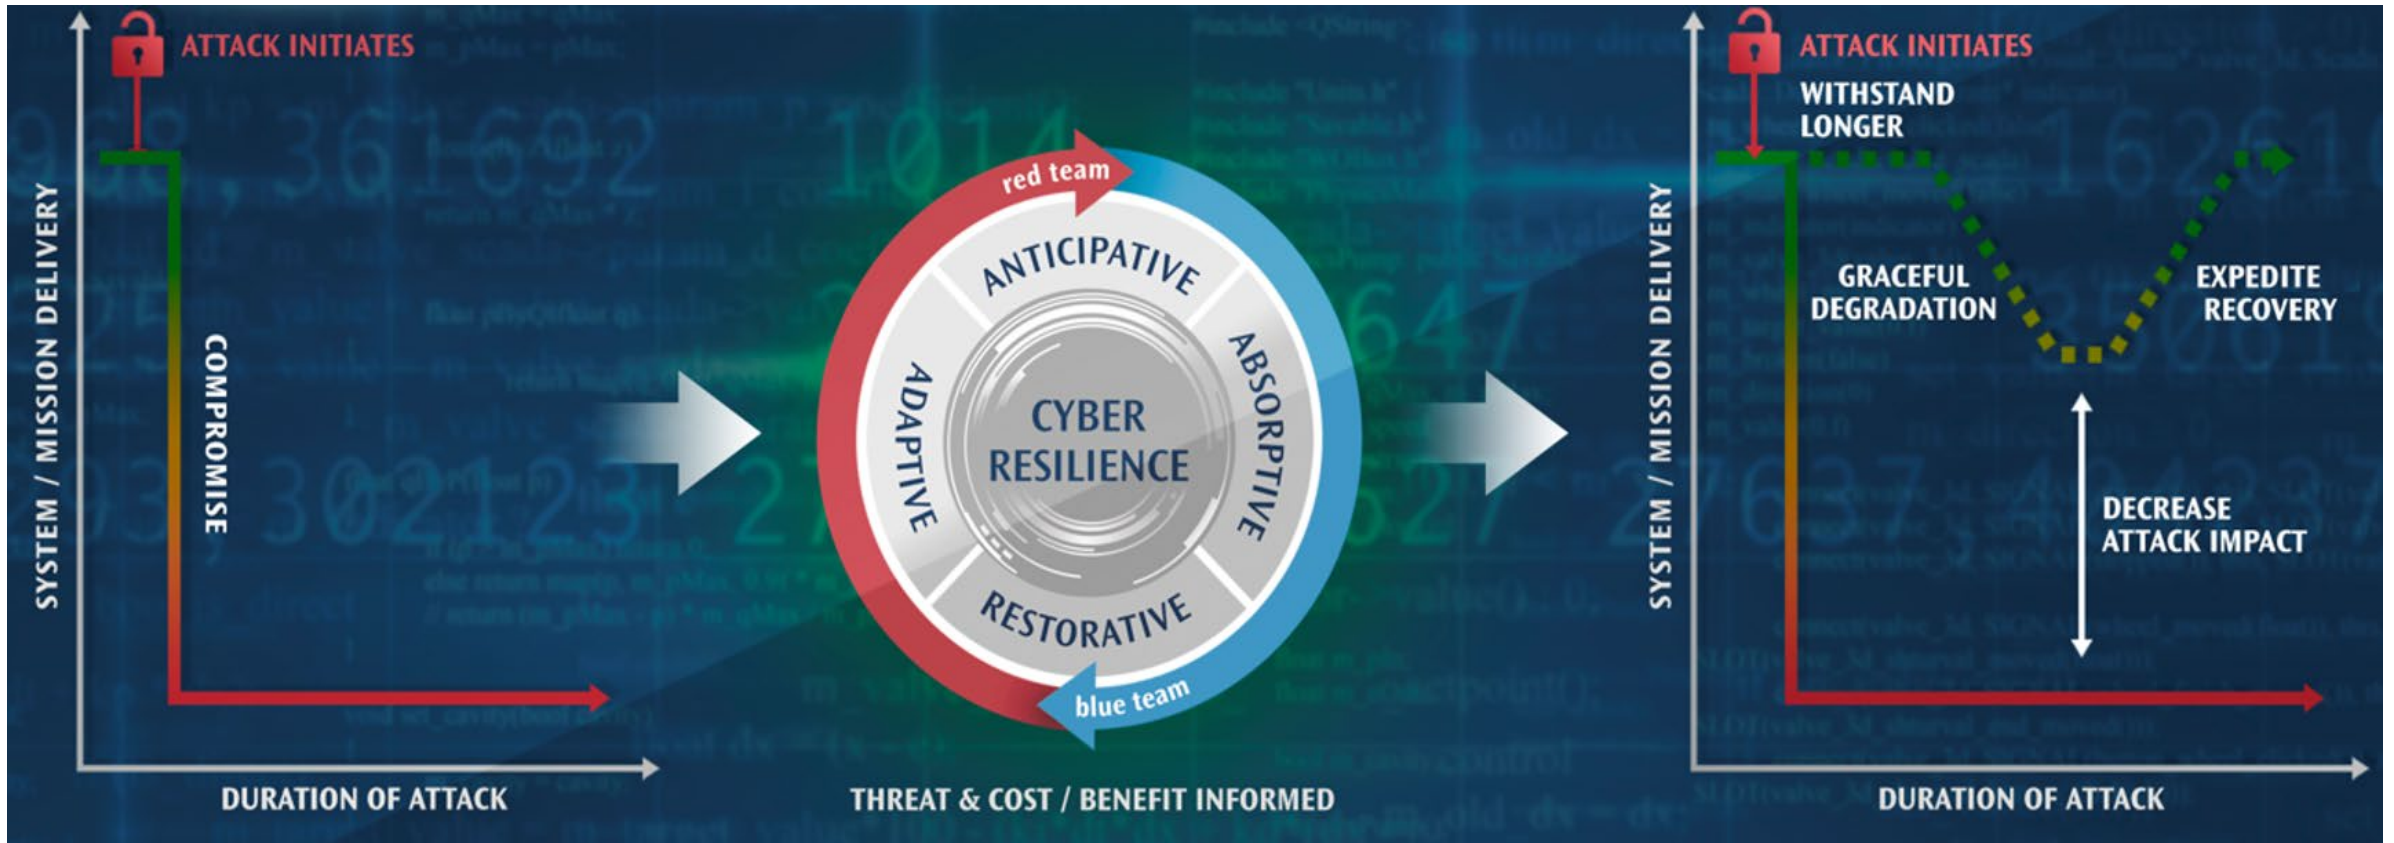 ATTACK INITIATES
SYSTEM / MISSION DELIVERY
COMPROMISE
DURATION OF ATTACK
red team
ANTICIPATIVE
ABSORPTIVE
ADAPTIVE
CYBER
RESILIENCE
RESTORATIVE
blue team
THREAT & COST / BENEFIT INFORMED
ATTACK INITIATES
WITHSTAND
LONGER
SYSTEM / MISSION DELIVERY
GRACEFUL
DEGRADATION
EXPEDITE
RECOVERY
DECREASE
ATTACK IMPACT
DURATION OF ATTACK